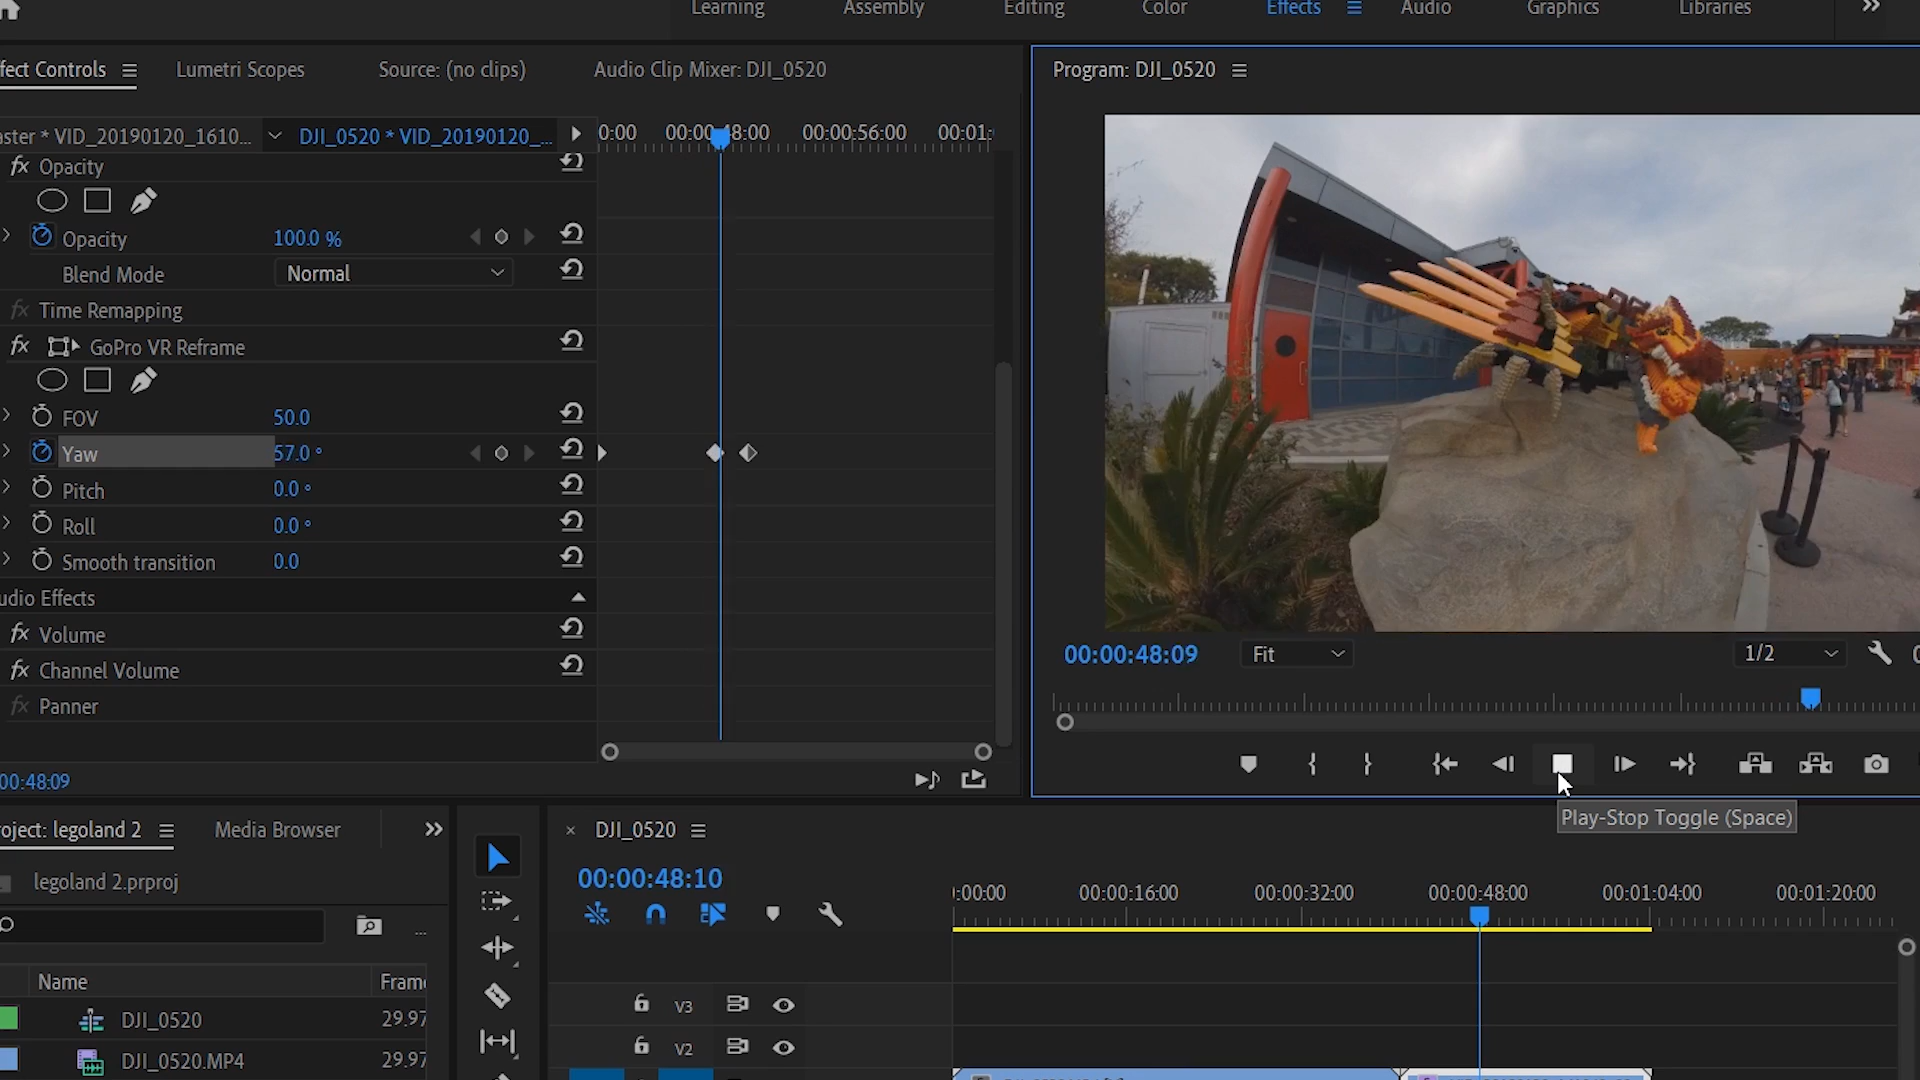 Learning Assembly Editing Color Effects Audio Graphics Libraries
fect Controls Lumetri Scopes Source: (no clips) Audio Clip Mixer: DJI_0520
Program: DJI_0520
aster * VID_20190120_1610... DJI_0520 * VID_20190120_...
0:00 00:00:48:00 00:00:56:00 00:01:
fx Opacity
Opacity 100.0 %
Blend Mode Normal
fx Time Remapping
fx GoPro VR Reframe
FOV 50.0
Yaw 57.0 °
Pitch 0.0 °
Roll 0.0 °
Smooth transition 0.0
udio Effects
fx Volume
fx Channel Volume
fx Panner
00:48:09
00:00:48:09 Fit 1/2
Play-Stop Toggle (Space)
oject: legoland 2 Media Browser
legoland 2.prproj
...
Name Fram
DJI_0520 29.97
DJI_0520.MP4 29.97
× DJI_0520
00:00:48:10
:00:00 00:00:16:00 00:00:32:00 00:00:48:00 00:01:04:00 00:01:20:00
V3
V2